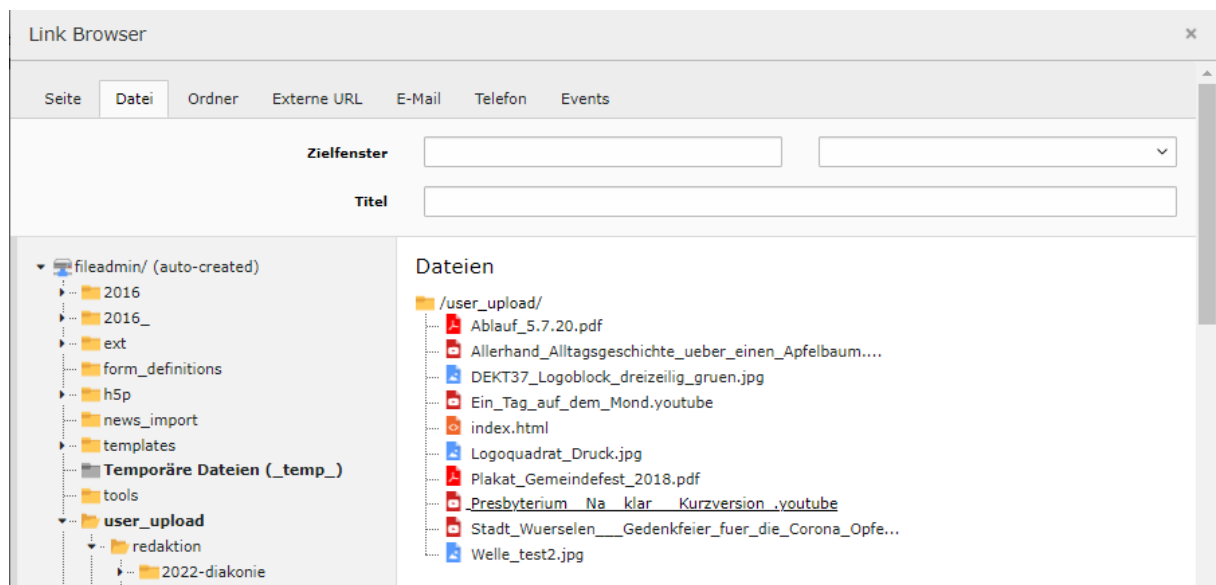 Link Browser ×
Seite Datei Ordner Externe URL E-Mail Telefon Events
Zielfenster
Titel
fileadmin/ (auto-created)
2016
2016_
ext
form_definitions
h5p
news_import
templates
Temporäre Dateien (_temp_)
tools
user_upload
redaktion
2022-diakonie
Dateien
/user_upload/
Ablauf_5.7.20.pdf
Allerhand_Alltagsgeschichte_ueber_einen_Apfelbaum....
DEKT37_Logoblock_dreizeilig_gruen.jpg
Ein_Tag_auf_dem_Mond.youtube
index.html
Logoquadrat_Druck.jpg
Plakat_Gemeindefest_2018.pdf
Presbyterium__Na__klar___Kurzversion_.youtube
Stadt_Wuerselen___Gedenkfeier_fuer_die_Corona_Opfe...
Welle_test2.jpg